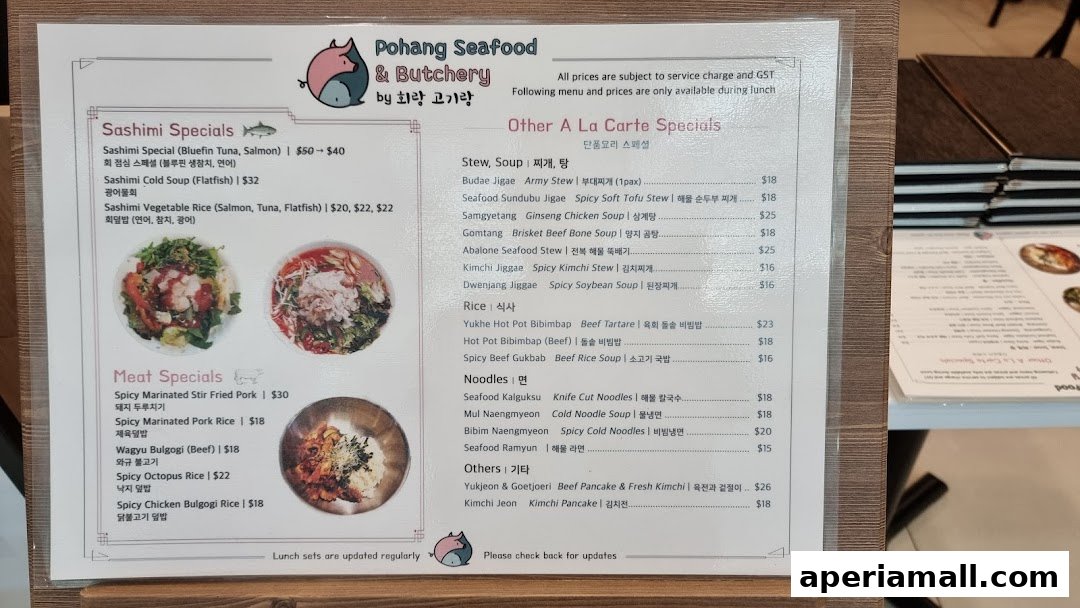 Pohang Seafood
& Butchery
by 회랑 고기랑
All prices are subject to service charge and GST
Following menu and prices are only available during lunch
Sashimi Specials
Sashimi Special (Bluefin Tuna, Salmon) | $50 → $40
회 점심 스페셜 (블루핀 생참치, 연어)
Sashimi Cold Soup (Flatfish) | $32
광어물회
Sashimi Vegetable Rice (Salmon, Tuna, Flatfish) | $20, $22, $22
회덮밥 (연어, 참치, 광어)
Meat Specials
Spicy Marinated Stir Fried Pork | $30
돼지 두루치기
Spicy Marinated Pork Rice | $18
제육덮밥
Wagyu Bulgogi (Beef) | $18
와규 불고기
Spicy Octopus Rice | $22
낙지 덮밥
Spicy Chicken Bulgogi Rice | $18
닭불고기 덮밥
Other A La Carte Specials
단품요리 스페셜
Stew, Soup | 찌개, 탕
Budae Jigae Army Stew | 부대찌개 (1pax) $18
Seafood Sundubu Jigae Spicy Soft Tofu Stew | 해물 순두부 찌개 $18
Samgyetang Ginseng Chicken Soup | 삼계탕 $25
Gomtang Brisket Beef Bone Soup | 양지 곰탕 $18
Abalone Seafood Stew | 전복 해물 뚝배기 $25
Kimchi Jiggae Spicy Kimchi Stew | 김치찌개 $16
Dwenjang Jiggae Spicy Soybean Soup | 된장찌개 $16
Rice | 식사
Yukhe Hot Pot Bibimbap Beef Tartare | 육회 돌솥 비빔밥 $23
Hot Pot Bibimbap (Beef) | 돌솥 비빔밥 $18
Spicy Beef Gukbab Beef Rice Soup | 소고기 국밥 $16
Noodles | 면
Seafood Kalguksu Knife Cut Noodles | 해물 칼국수 $18
Mul Naengmyeon Cold Noodle Soup | 물냉면 $18
Bibim Naengmyeon Spicy Cold Noodles | 비빔냉면 $20
Seafood Ramyun | 해물 라면 $15
Others | 기타
Yukjeon & Goetjoeri Beef Pancake & Fresh Kimchi | 육전과 겉절이 $26
Kimchi Jeon Kimchi Pancake | 김치전 $18
Lunch sets are updated regularly
Please check back for updates
aperiamall.com